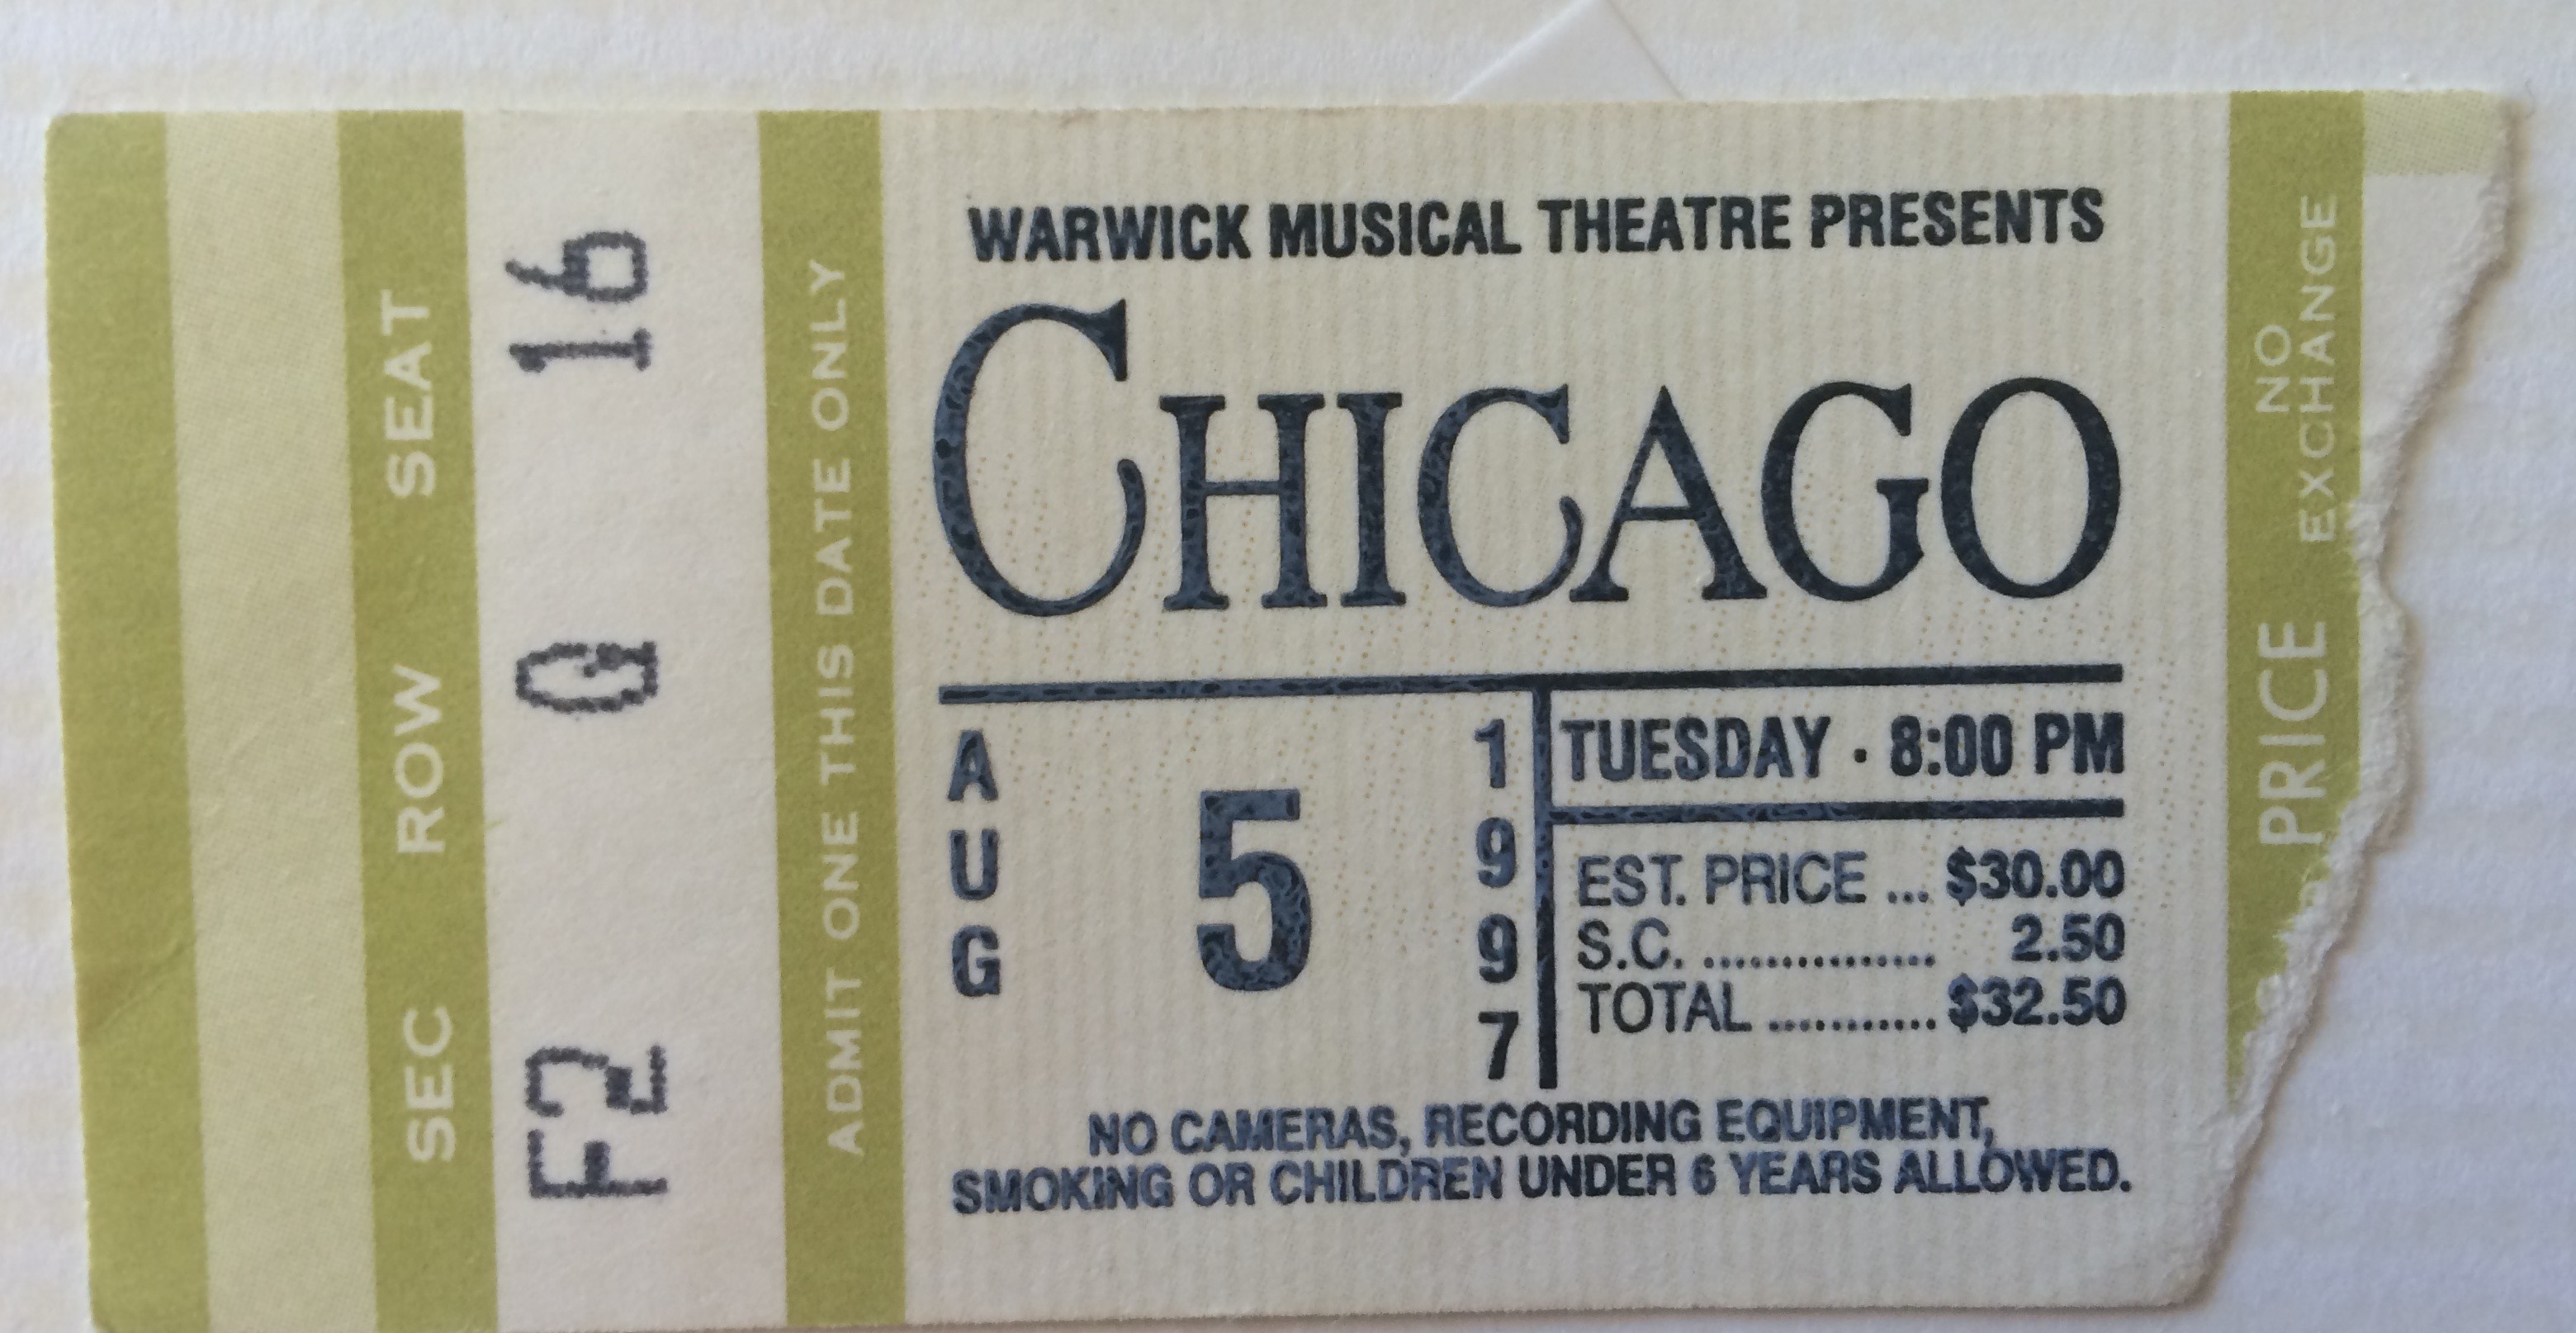 SEC ROW SEAT
F2 Q 16
ADMIT ONE THIS DATE ONLY
WARWICK MUSICAL THEATRE PRESENTS
CHICAGO
AUG
5
1997
TUESDAY · 8:00 PM
EST. PRICE ... $30.00
S.C. ............... 2.50
TOTAL ........... $32.50
NO CAMERAS, RECORDING EQUIPMENT,
SMOKING OR CHILDREN UNDER 6 YEARS ALLOWED.
PRICE
NO
EXCHANGE